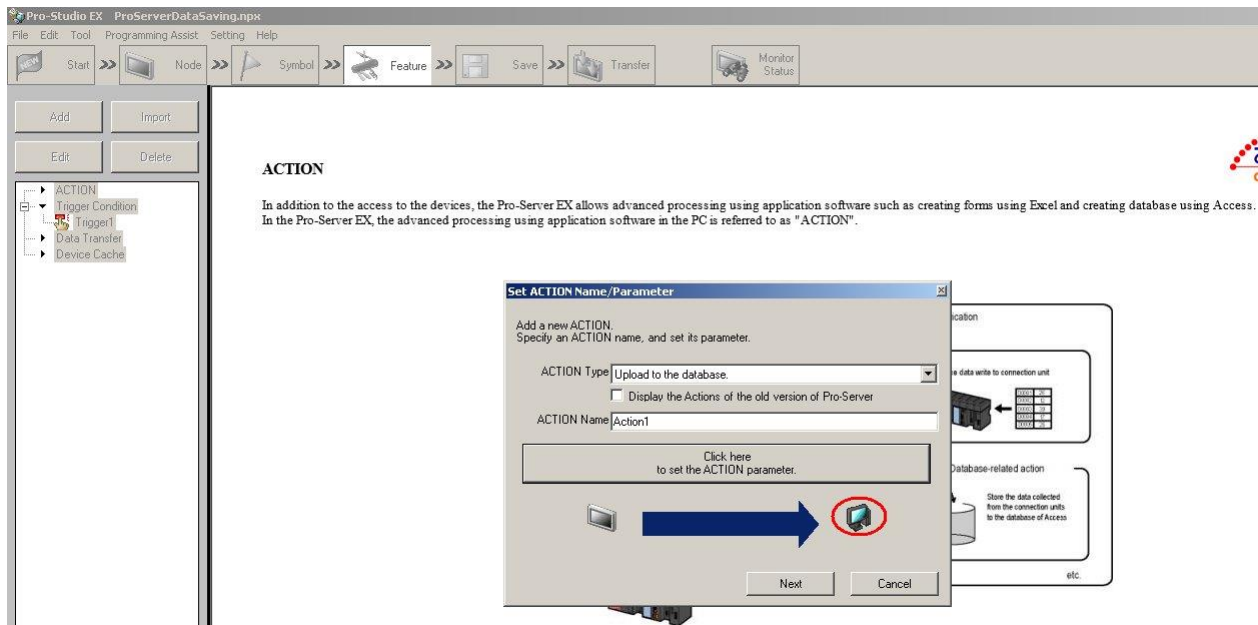 Pro-Studio EX ProServerDataSaving.npx
File Edit Tool Programming Assist Setting Help
NEW Start >> Node >> Symbol >> Feature >> Save >> Transfer Monitor Status
Add Import
Edit Delete
ACTION
Trigger Condition
Trigger1
Data Transfer
Device Cache
ACTION
In addition to the access to the devices, the Pro-Server EX allows advanced processing using application software such as creating forms using Excel and creating database using Access.
In the Pro-Server EX, the advanced processing using application software in the PC is referred to as "ACTION".
Set ACTION Name/Parameter
Add a new ACTION.
Specify an ACTION name, and set its parameter.
ACTION Type Upload to the database.
Display the Actions of the old version of Pro-Server
ACTION Name Action1
Click here
to set the ACTION parameter.
Next Cancel
ication
data write to connection unit
Database-related action
Store the data collected
from the connection units
to the database of Access
etc.